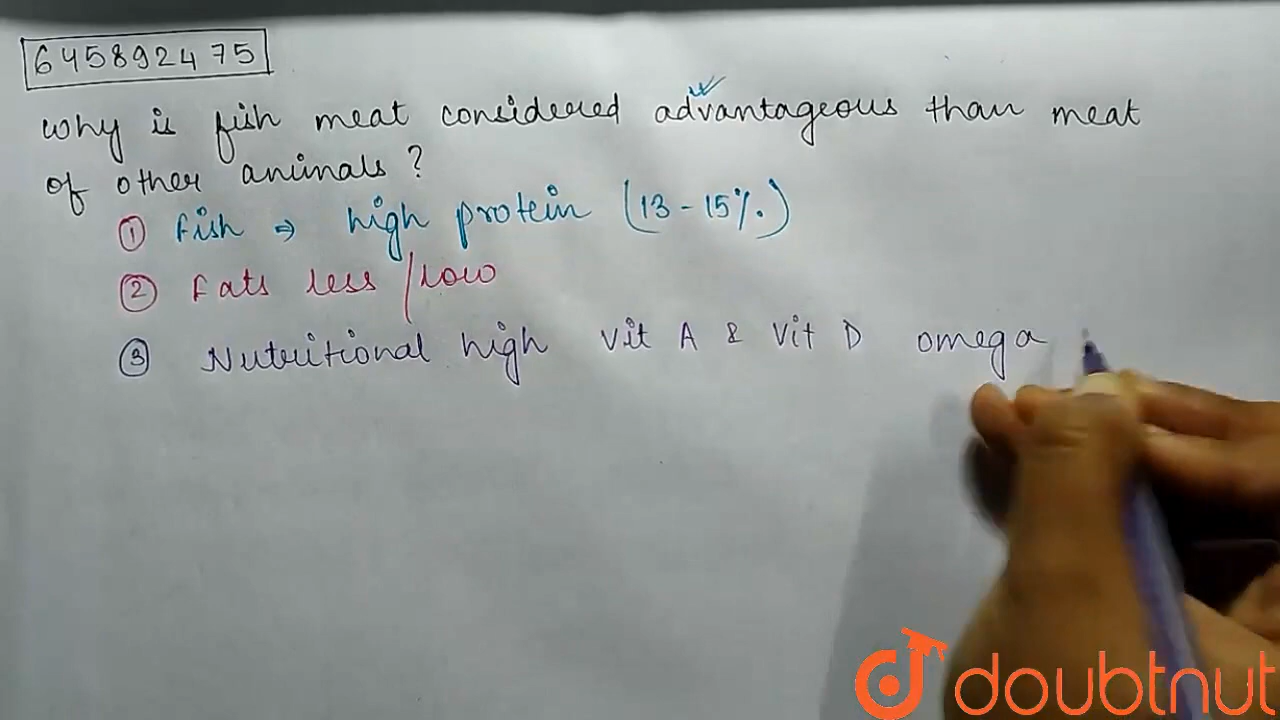 645892475
Why is fish meat considered advantageous than meat
of other animals?
① Fish ⇒ high protein (13-15%.)
② Fats less/low
③ Nutritional high Vit A & Vit D omega
doubtnut